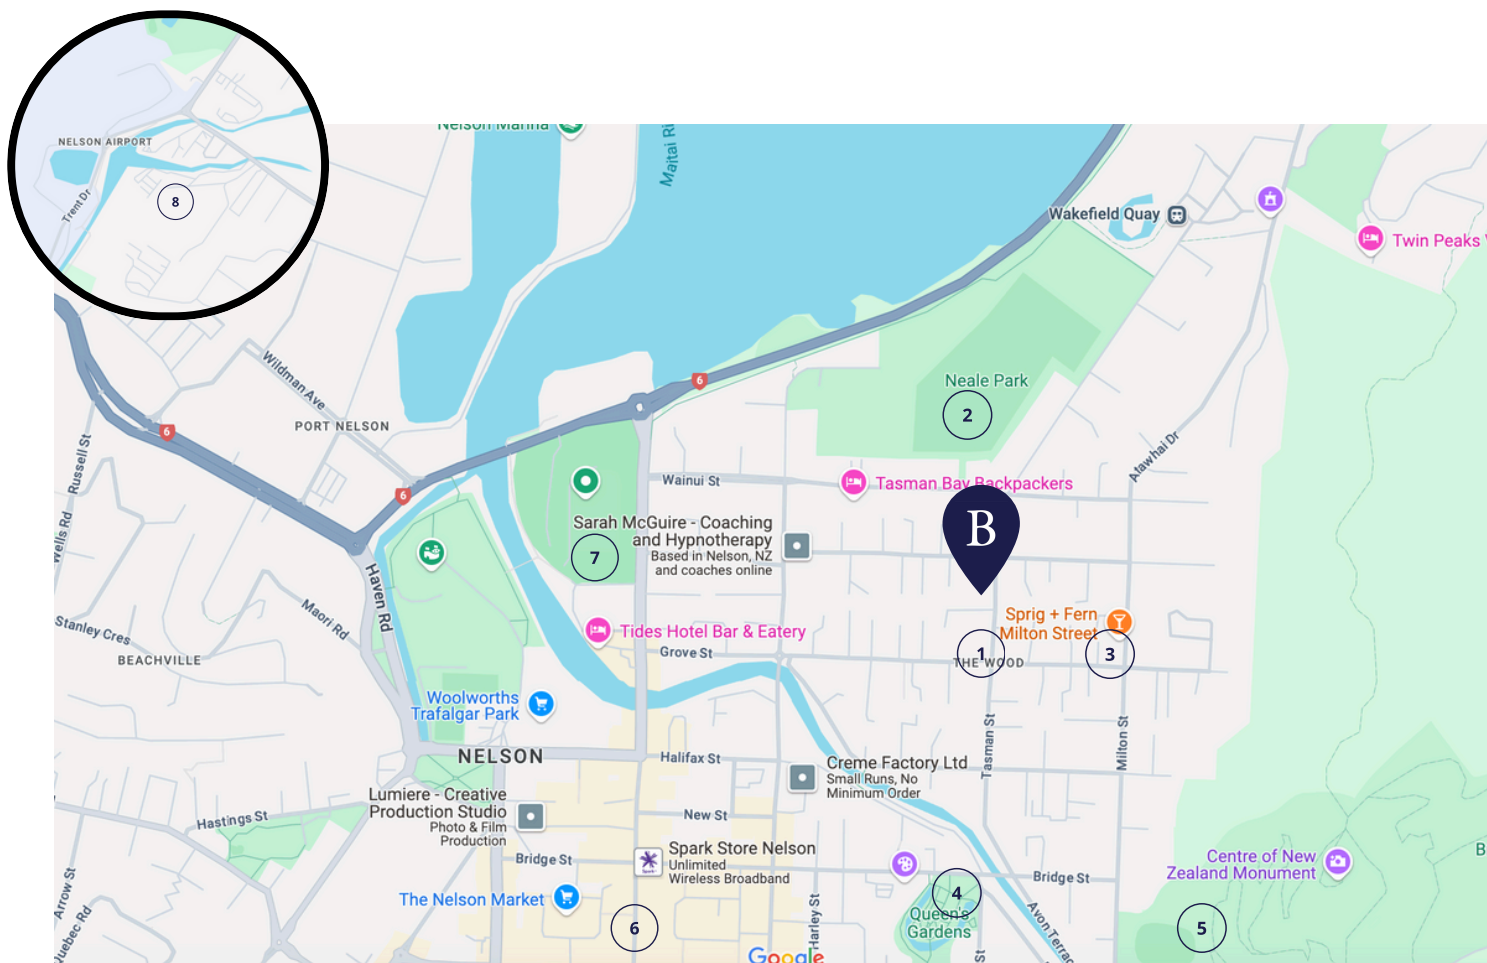 NELSON AIRPORT
Trent Dr
8
Nelson Marina
Maitai Ri
Wakefield Quay
Twin Peaks V
6
Wildman Ave
PORT NELSON
6
6
Russell St
Wells Rd
Neale Park
2
Atawhai Dr
Wainui St
Tasman Bay Backpackers
B
Sarah McGuire - Coaching
and Hypnotherapy
Based in Nelson, NZ
and coaches online
7
Haven Rd
Maori Rd
Stanley Cres
BEACHVILLE
Tides Hotel Bar & Eatery
Grove St
Sprig + Fern
Milton Street
1
THE WOOD
3
Woolworths
Trafalgar Park
NELSON
Halifax St
Tasman St
Milton St
Creme Factory Ltd
Small Runs, No
Minimum Order
Lumiere - Creative
Production Studio
Photo & Film
Production
Hastings St
New St
Bridge St
Spark Store Nelson
Unlimited
Wireless Broadband
Spark
Centre of New
Zealand Monument
B
Bridge St
The Nelson Market
Arrow St
Quebec Rd
6
Harley St
4
Queen's
Gardens
St
Avon Terrac
5
Google